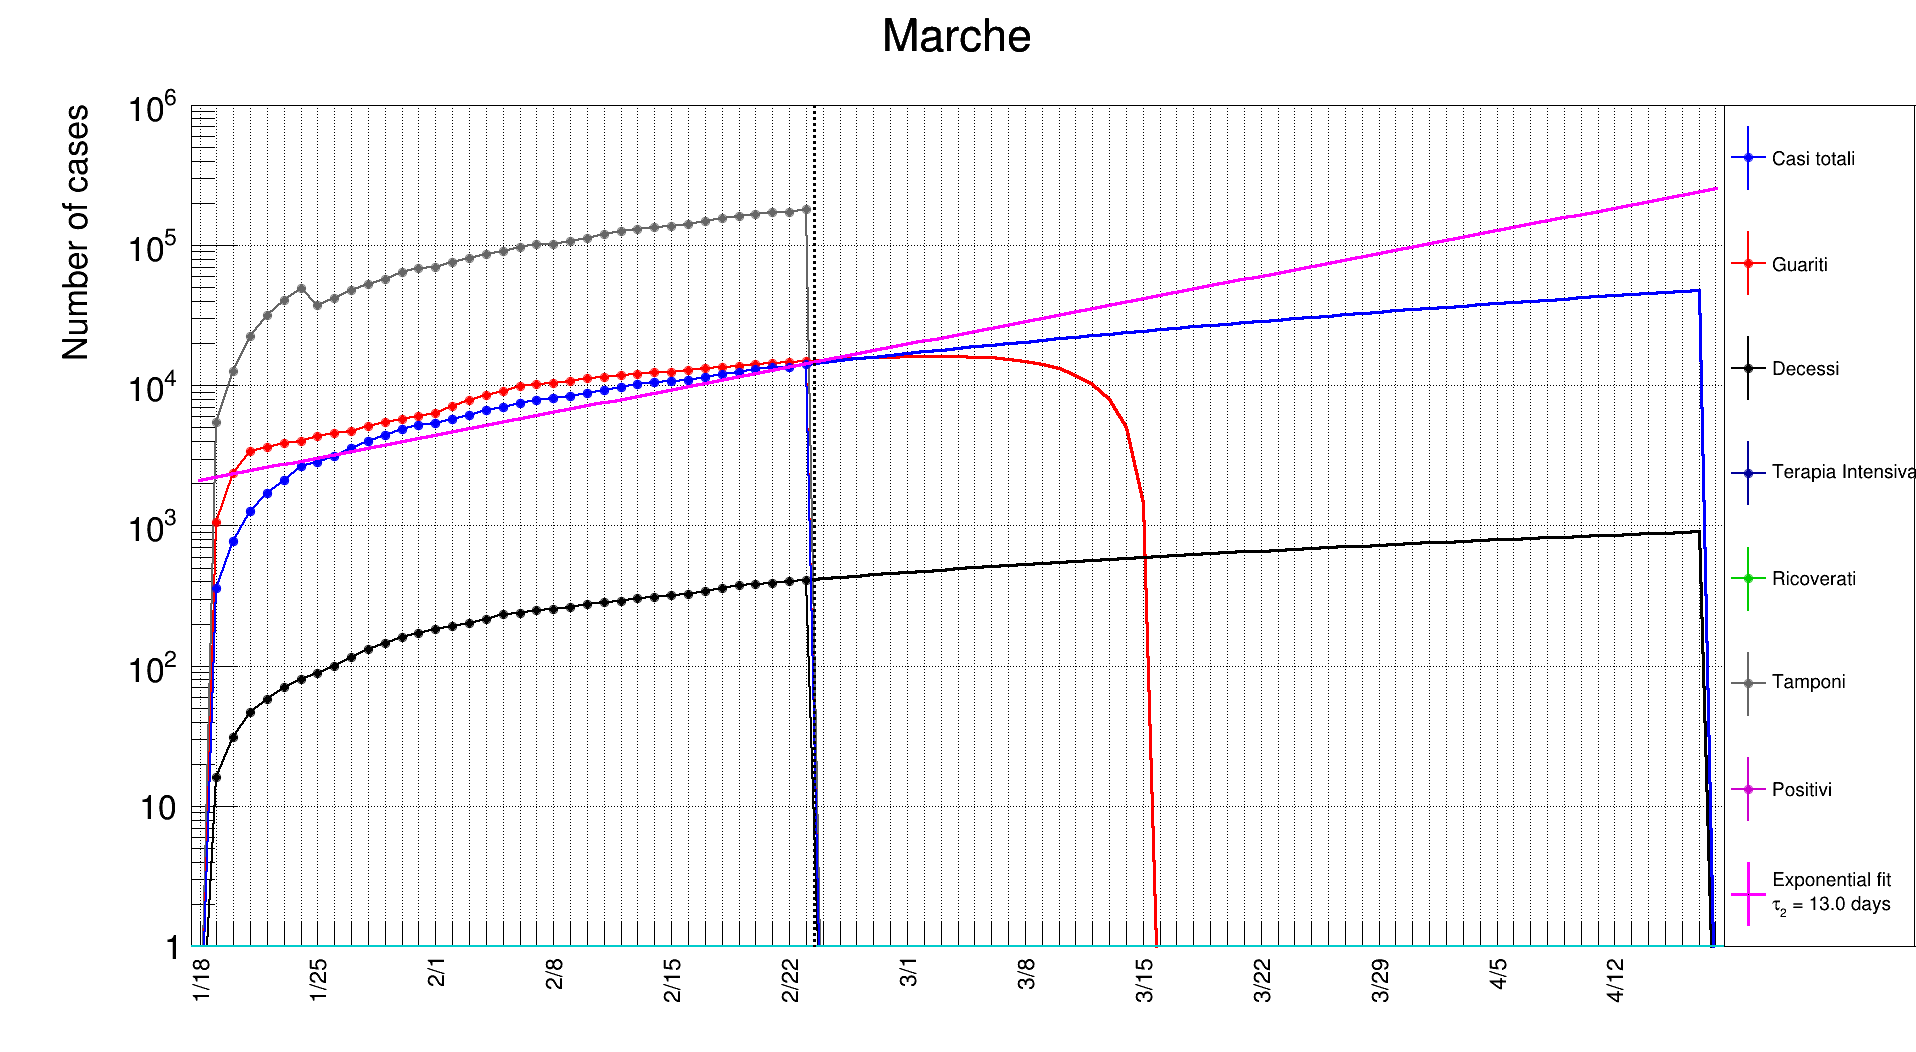 Marche
Number of cases
10^6
10^5
10^4
10^3
10^2
10
1
1/18
1/25
2/1
2/8
2/15
2/22
3/1
3/8
3/15
3/22
3/29
4/5
4/12
Casi totali
Guariti
Decessi
Terapia Intensiva
Ricoverati
Tamponi
Positivi
Exponential fit
τ₂ = 13.0 days